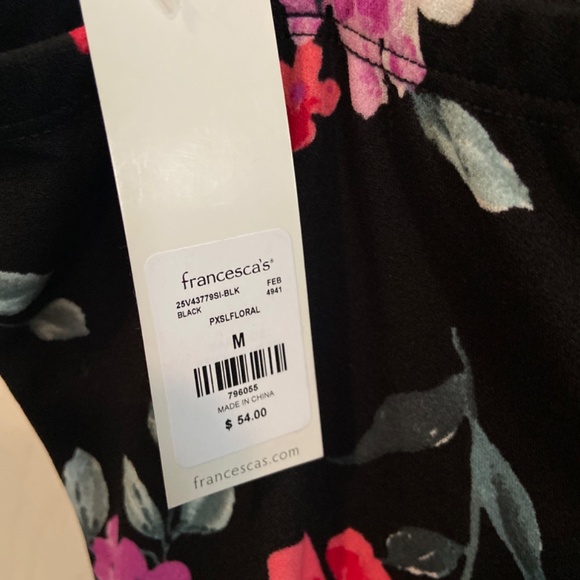 francesca's®
25V43779SI-BLK FEB
BLACK 4941
PXSLFLORAL
M
796055
MADE IN CHINA
$ 54.00
francescas.com